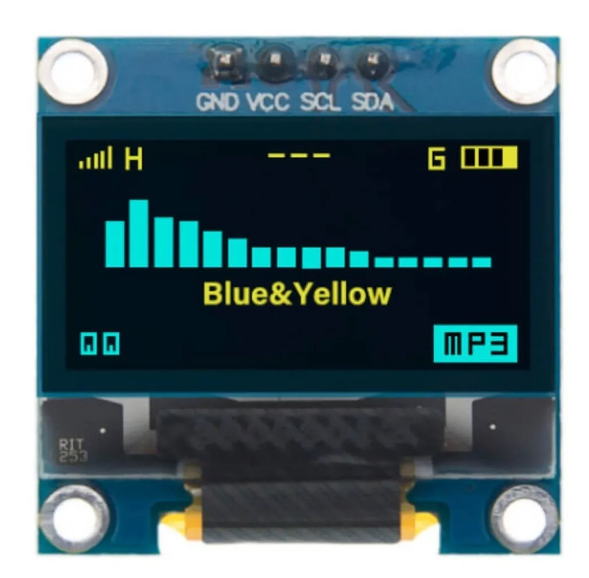 GND VCC SCL SDA
H --- G
Blue&Yellow
MP3
RIT
253